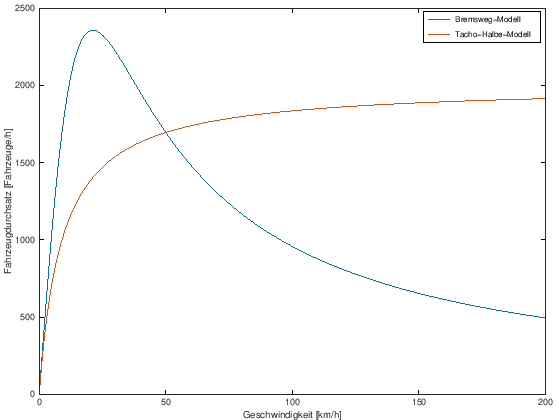 2500
2000
1500
1000
500
0
Fahrzeugdurchsatz [Fahrzeuge/h]
Bremsweg-Modell
Tacho-Halbe-Modell
0
50
100
150
200
Geschwindigkeit [km/h]